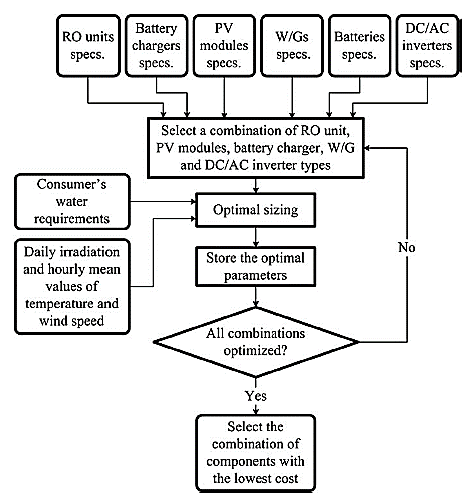 RO units
specs.
Battery
chargers
specs.
PV
modules
specs.
W/Gs
specs.
Batteries
specs.
DC/AC
inverters
specs.
Select a combination of RO unit,
PV modules, battery charger, W/G
and DC/AC inverter types
Consumer's
water
requirements
Optimal sizing
No
Daily irradiation
and hourly mean
values of
temperature and
wind speed
Store the optimal
parameters
All combinations
optimized?
Yes
Select the
combination of
components with
the lowest cost